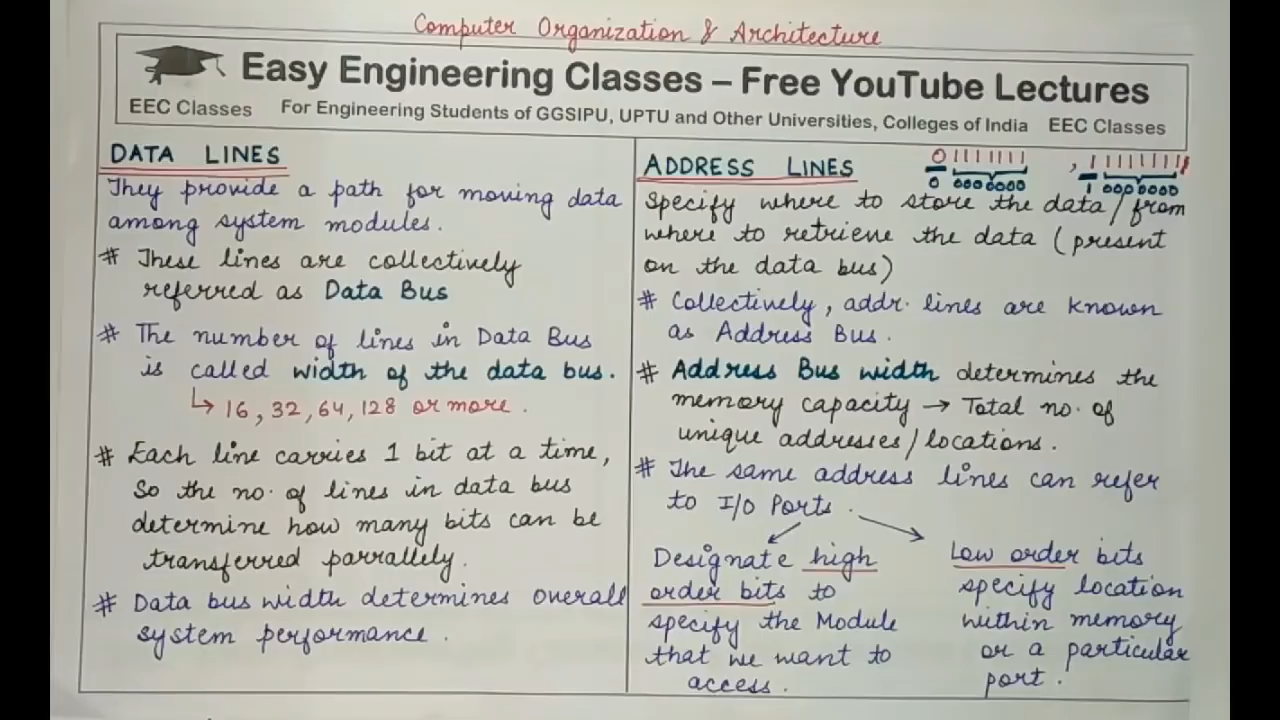 Computer Organization & Architecture
Easy Engineering Classes – Free YouTube Lectures
EEC Classes For Engineering Students of GGSIPU, UPTU and Other Universities, Colleges of India EEC Classes
DATA LINES
They provide a path for moving data
among system modules.
# These lines are collectively
referred as Data Bus
# The number of lines in Data Bus
is called width of the data bus.
↳ 16, 32, 64, 128 or more.
# Each line carries 1 bit at a time,
So the no. of lines in data bus
determine how many bits can be
transferred parrallely.
# Data bus width determines overall
system performance.
ADDRESS LINES
01111111 , 11111111
0 0000000 1 0000000
Specify where to store the data / from
where to retrieve the data (present
on the data bus)
# Collectively, addr. lines are known
as Address Bus.
# Address Bus width determines the
memory capacity → Total no. of
unique addresses/locations.
# The same address lines can refer
to I/O Ports.
Designate high
order bits to
specify the Module
that we want to
access.
Low order bits
specify location
within memory
or a particular
port.